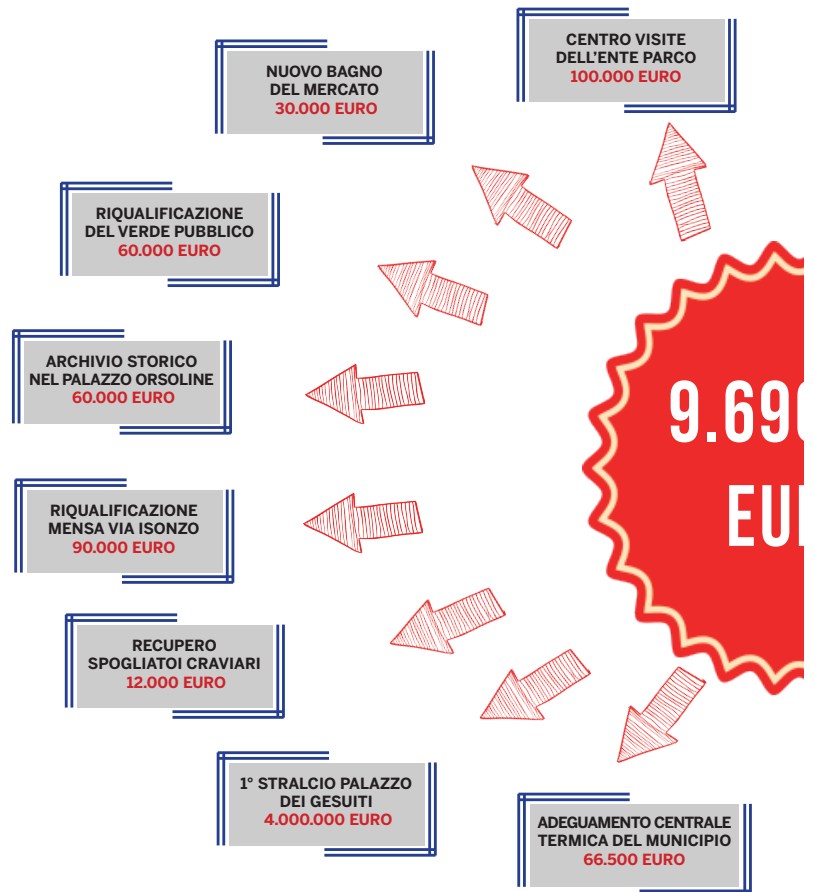 CENTRO VISITE
DELL'ENTE PARCO
100.000 EURO
NUOVO BAGNO
DEL MERCATO
30.000 EURO
RIQUALIFICAZIONE
DEL VERDE PUBBLICO
60.000 EURO
ARCHIVIO STORICO
NEL PALAZZO ORSOLINE
60.000 EURO
RIQUALIFICAZIONE
MENSA VIA ISONZO
90.000 EURO
RECUPERO
SPOGLIATOI CRAVIARI
12.000 EURO
1° STRALCIO PALAZZO
DEI GESUITI
4.000.000 EURO
ADEGUAMENTO CENTRALE
TERMICA DEL MUNICIPIO
66.500 EURO
9.690
EU